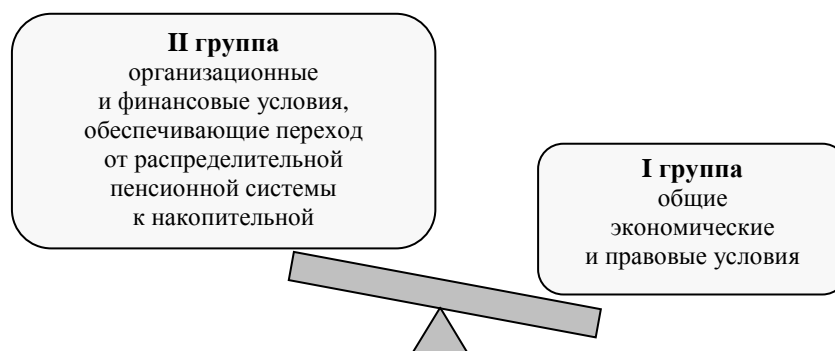 II группа
организационные
и финансовые условия,
обеспечивающие переход
от распределительной
пенсионной системы
к накопительной
I группа
общие
экономические
и правовые условия